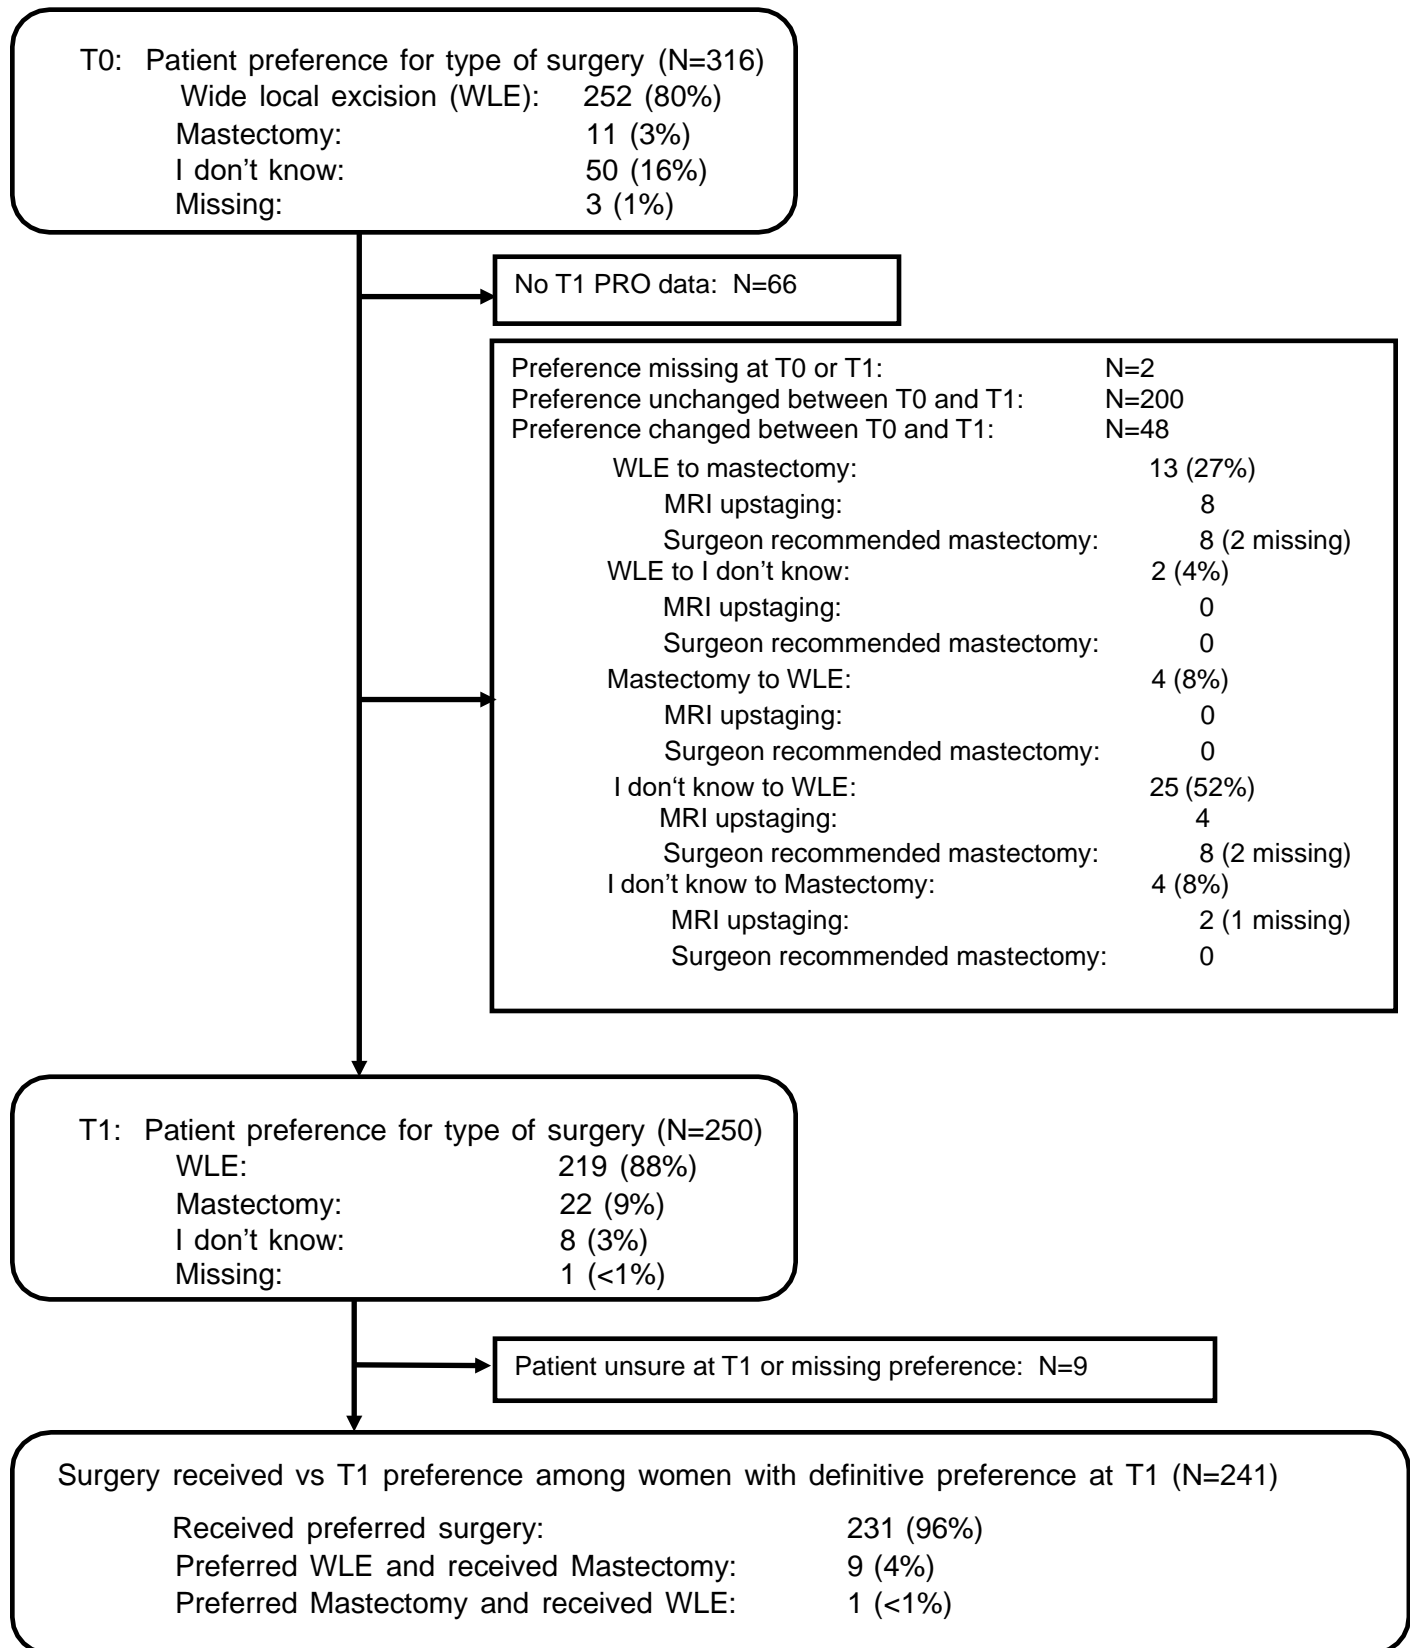 T0: Patient preference for type of surgery (N=316)
Wide local excision (WLE): 252 (80%)
Mastectomy: 11 (3%)
I don’t know: 50 (16%)
Missing: 3 (1%)
No T1 PRO data: N=66
Preference missing at T0 or T1: N=2
Preference unchanged between T0 and T1: N=200
Preference changed between T0 and T1: N=48
WLE to mastectomy: 13 (27%)
MRI upstaging: 8
Surgeon recommended mastectomy: 8 (2 missing)
WLE to I don’t know: 2 (4%)
MRI upstaging: 0
Surgeon recommended mastectomy: 0
Mastectomy to WLE: 4 (8%)
MRI upstaging: 0
Surgeon recommended mastectomy: 0
I don‘t know to WLE: 25 (52%)
MRI upstaging: 4
Surgeon recommended mastectomy: 8 (2 missing)
I don’t know to Mastectomy: 4 (8%)
MRI upstaging: 2 (1 missing)
Surgeon recommended mastectomy: 0
T1: Patient preference for type of surgery (N=250)
WLE: 219 (88%)
Mastectomy: 22 (9%)
I don’t know: 8 (3%)
Missing: 1 (<1%)
Patient unsure at T1 or missing preference: N=9
Surgery received vs T1 preference among women with definitive preference at T1 (N=241)
Received preferred surgery: 231 (96%)
Preferred WLE and received Mastectomy: 9 (4%)
Preferred Mastectomy and received WLE: 1 (<1%)